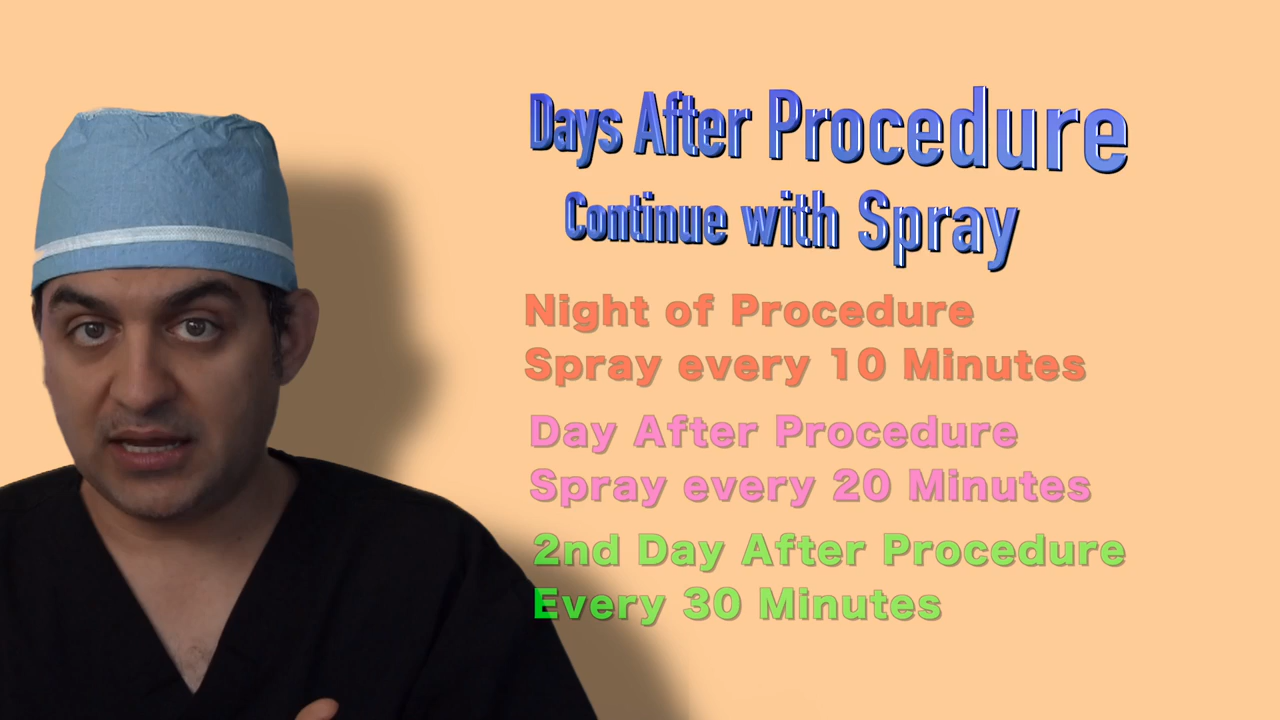 Days After Procedure
Continue with Spray
Night of Procedure
Spray every 10 Minutes
Day After Procedure
Spray every 20 Minutes
2nd Day After Procedure
Every 30 Minutes